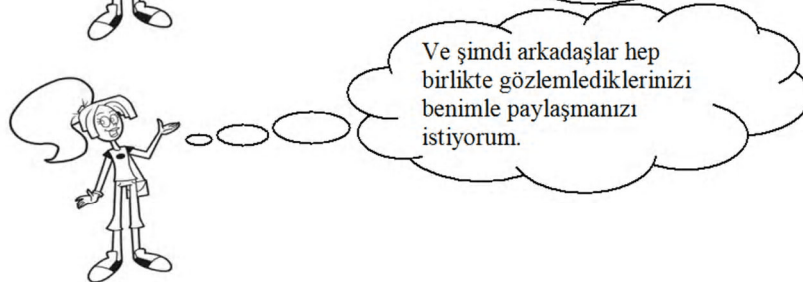 Ve şimdi arkadaşlar hep
birlikte gözlemlediklerinizi
benimle paylaşmanızı
istiyorum.